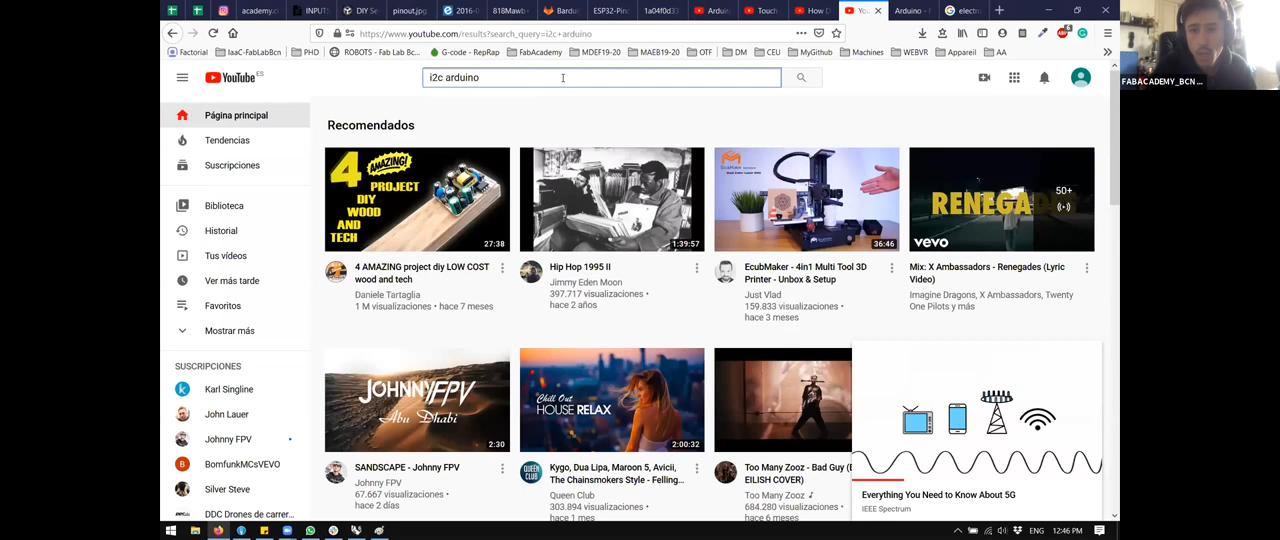 academy.c
INPUTS
DIY Se
pinout.jpg
2016-0
818Mawb
Bardui
ESP32-Pin
1a04f0d33
Arduin
Touch
How D
Yo
Arduino - F
electr
https://www.youtube.com/results?search_query=i2c+arduino
Factorial
IaaC-FabLabBcn
PHD
ROBOTS - Fab Lab Bc...
G-code - RepRap
FabAcademy
MDEF19-20
MAEB19-20
OTF
DM
CEU
MyGithub
Machines
WEBVR
Appareil
AA
YouTube ES
i2c arduino
FABACADEMY_BCN ...
Página principal
Tendencias
Suscripciones
Biblioteca
Historial
Tus vídeos
Ver más tarde
Favoritos
Mostrar más
SUSCRIPCIONES
Karl Singline
John Lauer
Johnny FPV
BomfunkMCsVEVO
Silver Steve
DDC Drones de carrer...
Recomendados
4 AMAZING!
PROJECT
DIY
WOOD
AND
TECH
27:38
4 AMAZING project diy LOW COST
wood and tech
Daniele Tartaglia
1 M visualizaciones •
hace 7 meses
1:39:57
Hip Hop 1995 II
Jimmy Eden Moon
397.717 visualizaciones •
hace 2 años
36:46
EcubMaker - 4in1 Multi Tool 3D
Printer - Unbox & Setup
Just Vlad
159.833 visualizaciones •
hace 3 meses
RENEGA
50+
vevo
Mix: X Ambassadors - Renegades (Lyric
Video)
Imagine Dragons, X Ambassadors, Twenty
One Pilots y más
JOHNNYFPV
Abu Dhabi
2:30
SANDSCAPE - Johnny FPV
Johnny FPV
67.667 visualizaciones •
hace 2 días
Chill Out
HOUSE RELAX
2:00:32
Kygo, Dua Lipa, Maroon 5, Avicii,
The Chainsmokers Style - Felling...
Queen Club
303.894 visualizaciones •
hace 1 mes
Too Many Zooz - Bad Guy (B
EILISH COVER)
Too Many Zooz
684.280 visualizaciones •
hace 6 meses
Everything You Need to Know About 5G
IEEE Spectrum
ENG
12:46 PM